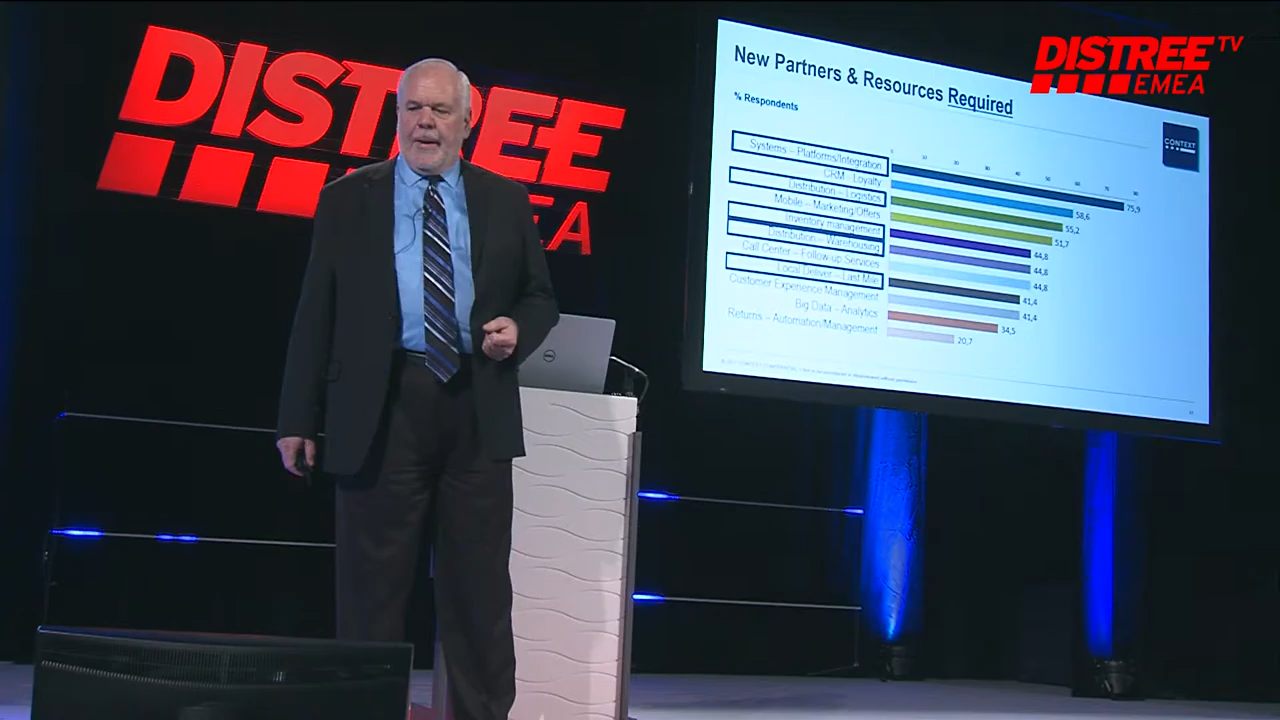 DISTREE
EMEA
DISTREE TV
EMEA
New Partners & Resources Required
% Respondents
CONTEXT
Systems – Platforms/Integration 75,9
CRM – Loyalty 58,6
Distribution – Logistics 55,2
Mobile – Marketing/Offers 51,7
Inventory management 44,8
Distribution – Warehousing 44,8
Call Center – Follow-up Services 44,8
Local Deliver – Last Mile 41,4
Customer Experience Management 41,4
Big Data – Analytics 34,5
Returns – Automation/Management 20,7
DELL